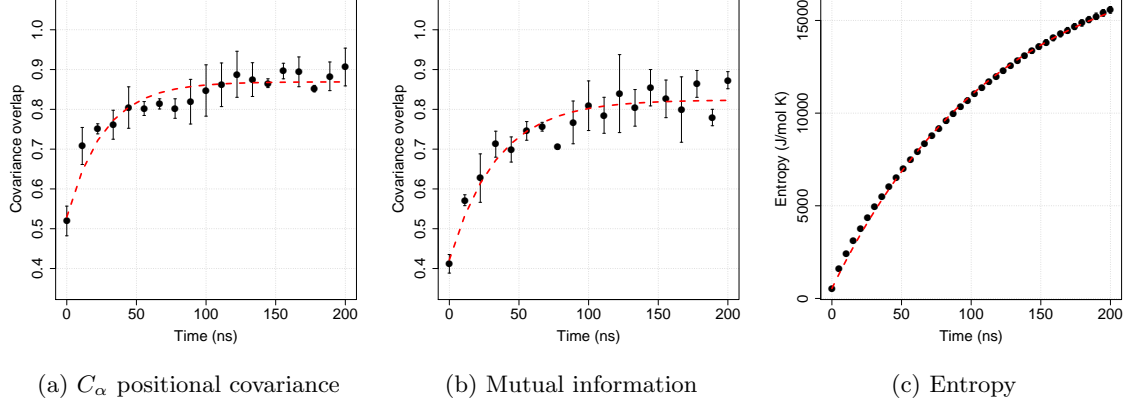 Covariance overlap
1.0
0.9
0.8
0.7
0.6
0.5
0.4
0 50 100 150 200
Time (ns)
(a) Cα positional covariance
Covariance overlap
1.0
0.9
0.8
0.7
0.6
0.5
0.4
0 50 100 150 200
Time (ns)
(b) Mutual information
Entropy (J/mol K)
15000
10000
5000
0
0 50 100 150 200
Time (ns)
(c) Entropy